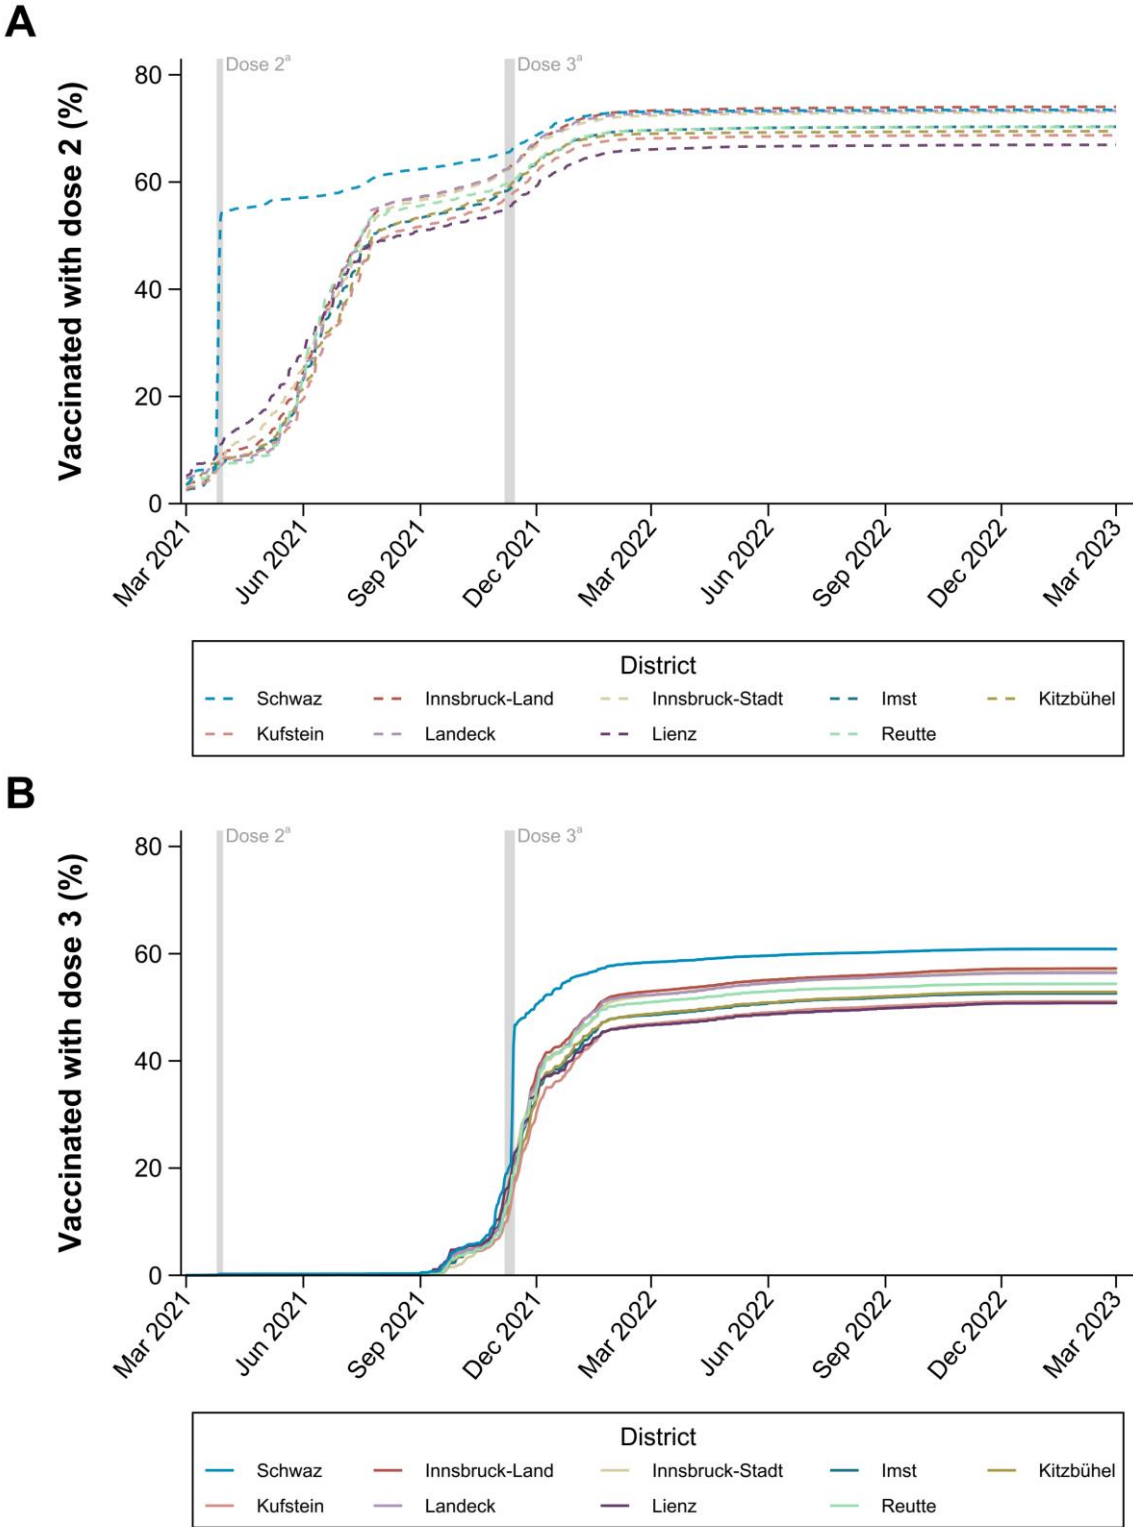 A
Dose 2ª
Dose 3ª
Vaccinated with dose 2 (%)
80
60
40
20
0
Mar 2021
Jun 2021
Sep 2021
Dec 2021
Mar 2022
Jun 2022
Sep 2022
Dec 2022
Mar 2023
District
Schwaz Innsbruck-Land Innsbruck-Stadt Imst Kitzbühel
Kufstein Landeck Lienz Reutte
B
Dose 2ª
Dose 3ª
Vaccinated with dose 3 (%)
80
60
40
20
0
Mar 2021
Jun 2021
Sep 2021
Dec 2021
Mar 2022
Jun 2022
Sep 2022
Dec 2022
Mar 2023
District
Schwaz Innsbruck-Land Innsbruck-Stadt Imst Kitzbühel
Kufstein Landeck Lienz Reutte